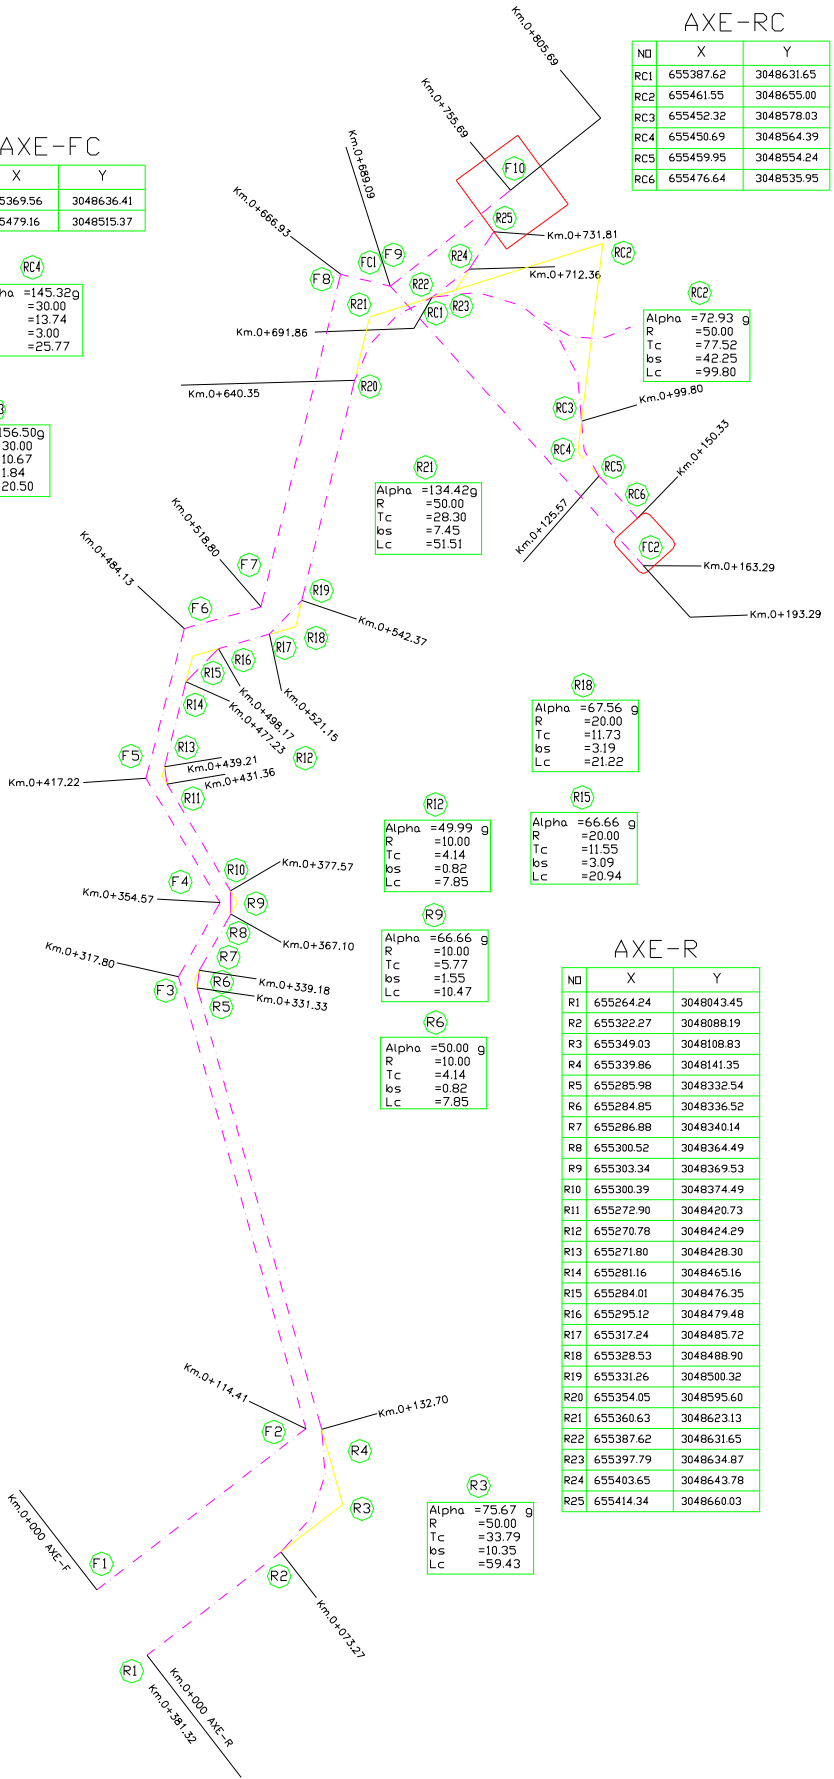 AXE-RC
NO X Y
RC1 655387.62 3048631.65
RC2 655461.55 3048655.00
RC3 655452.32 3048578.03
RC4 655450.69 3048564.39
RC5 655459.95 3048554.24
RC6 655476.64 3048535.95
AXE-FC
X Y
5369.56 3048636.41
5479.16 3048515.37
RC4
ha =145.32g
=30.00
=13.74
=3.00
=25.77
3
156.50g
30.00
10.67
1.84
20.50
Km.0+805.69
Km.0+755.69
Km.0+689.09
Km.0+666.93
F10
R25
Km.0+731.81
R24
Km.0+712.36
RC2
FC1
F9
F8
R22
R21
RC1
R23
Km.0+691.86
R20
Km.0+640.35
RC2
Alpha =72.93 g
R =50.00
Tc =77.52
bs =42.25
Lc =99.80
RC3
Km.0+99.80
RC4
RC5
Km.0+150.33
RC6
Km.0+125.57
FC2
Km.0+163.29
Km.0+193.29
R21
Alpha =134.42g
R =50.00
Tc =28.30
bs =7.45
Lc =51.51
Km.0+518.80
Km.0+484.13
F7
F6
R19
Km.0+542.37
R18
R17
R16
R15
R14
Km.0+521.15
Km.0+498.17
Km.0+477.23
R13
R12
F5
Km.0+439.21
Km.0+431.36
Km.0+417.22
R11
R18
Alpha =67.56 g
R =20.00
Tc =11.73
bs =3.19
Lc =21.22
R12
Alpha =49.99 g
R =10.00
Tc =4.14
bs =0.82
Lc =7.85
R15
Alpha =66.66 g
R =20.00
Tc =11.55
bs =3.09
Lc =20.94
Km.0+377.57
R10
F4
Km.0+354.57
R9
R8
Km.0+367.10
R7
Km.0+317.80
R6
Km.0+339.18
F3
R5
Km.0+331.33
R9
Alpha =66.66 g
R =10.00
Tc =5.77
bs =1.55
Lc =10.47
R6
Alpha =50.00 g
R =10.00
Tc =4.14
bs =0.82
Lc =7.85
AXE-R
NO X Y
R1 655264.24 3048043.45
R2 655322.27 3048088.19
R3 655349.03 3048108.83
R4 655339.86 3048141.35
R5 655285.98 3048332.54
R6 655284.85 3048336.52
R7 655286.88 3048340.14
R8 655300.52 3048364.49
R9 655303.34 3048369.53
R10 655300.39 3048374.49
R11 655272.90 3048420.73
R12 655270.78 3048424.29
R13 655271.80 3048428.30
R14 655281.16 3048465.16
R15 655284.01 3048476.35
R16 655295.12 3048479.48
R17 655317.24 3048485.72
R18 655328.53 3048488.90
R19 655331.26 3048500.32
R20 655354.05 3048595.60
R21 655360.63 3048623.13
R22 655387.62 3048631.65
R23 655397.79 3048634.87
R24 655403.65 3048643.78
R25 655414.34 3048660.03
Km.0+114.41
Km.0+132.70
F2
R4
R3
R3
Alpha =75.67 g
R =50.00
Tc =33.79
bs =10.35
Lc =59.43
Km.0+000 AXE-F
F1
R2
Km.0+073.27
R1
Km.0+000 AXE-R
Km.0+381.32